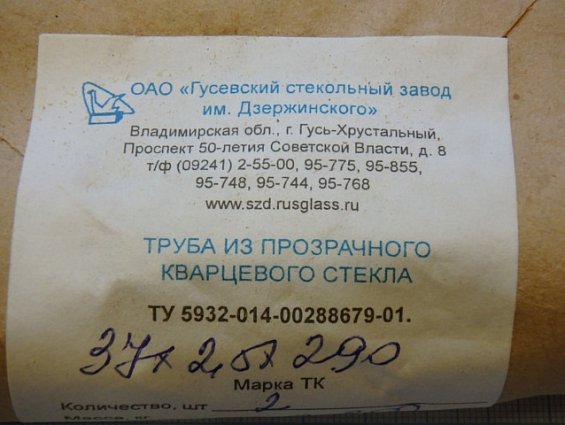 ОАО «Гусевский стекольный завод
им. Дзержинского»
Владимирская обл., г. Гусь-Хрустальный,
Проспект 50-летия Советской Власти, д. 8
т/ф (09241) 2-55-00, 95-775, 95-855,
95-748, 95-744, 95-768
www.szd.rusglass.ru
ТРУБА ИЗ ПРОЗРАЧНОГО
КВАРЦЕВОГО СТЕКЛА
ТУ 5932-014-00288679-01.
37х2,5х290
Марка ТК
Количество, шт 2